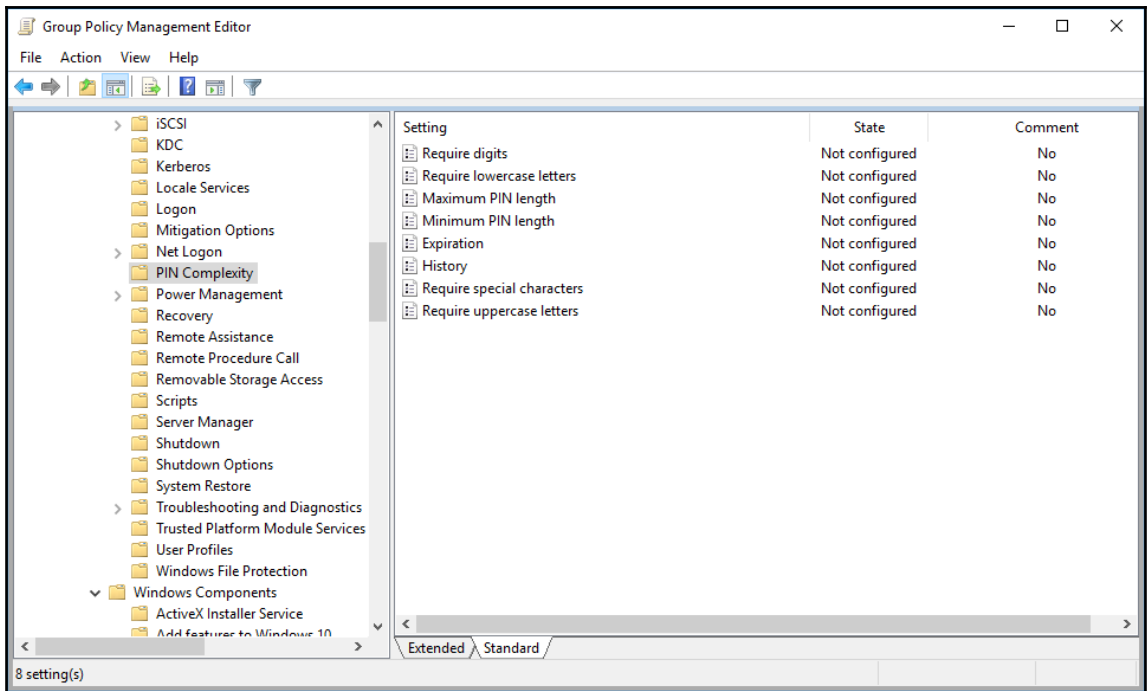 Group Policy Management Editor
File Action View Help
iSCSI
KDC
Kerberos
Locale Services
Logon
Mitigation Options
Net Logon
PIN Complexity
Power Management
Recovery
Remote Assistance
Remote Procedure Call
Removable Storage Access
Scripts
Server Manager
Shutdown
Shutdown Options
System Restore
Troubleshooting and Diagnostics
Trusted Platform Module Services
User Profiles
Windows File Protection
Windows Components
ActiveX Installer Service
Add features to Windows 10
Setting State Comment
Require digits Not configured No
Require lowercase letters Not configured No
Maximum PIN length Not configured No
Minimum PIN length Not configured No
Expiration Not configured No
History Not configured No
Require special characters Not configured No
Require uppercase letters Not configured No
Extended Standard
8 setting(s)